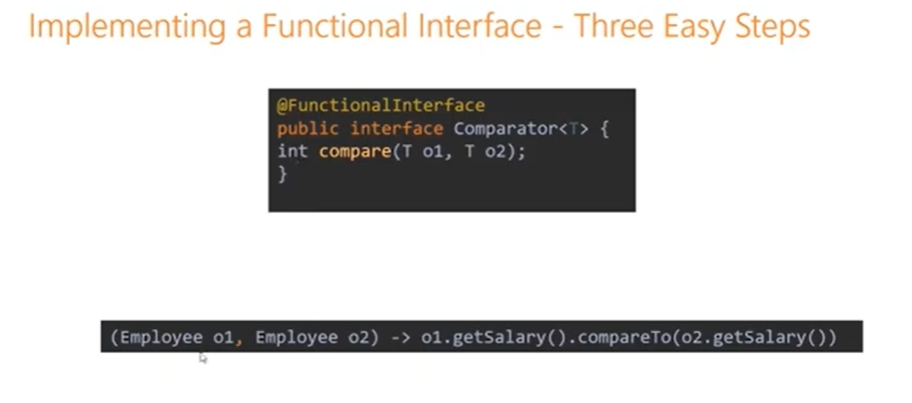 Implementing a Functional Interface - Three Easy Steps
@FunctionalInterface
public interface Comparator<T> {
int compare(T o1, T o2);
}
(Employee o1, Employee o2) -> o1.getSalary().compareTo(o2.getSalary())